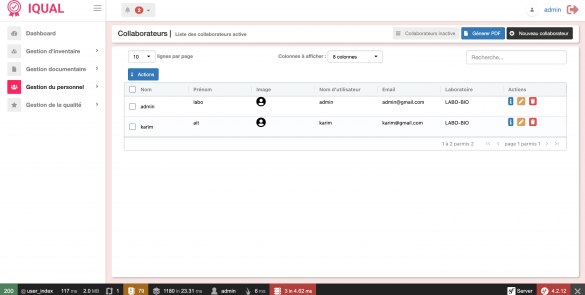 IQUAL
0
admin
Dashboard
Gestion d'inventaire
Gestion documentaire
Gestion du personnel
Gestion de la qualité
Collaborateurs | Liste des collaborateurs active
Collaborateurs inactive
Génerer PDF
Nouveau collaborateur
10 lignes par page
Colonnes à afficher : 8 colonnes
Recherche...
Actions
Nom Prénom Image Nom d'utilisateur Email Laboratoire Actions
admin labo admin admin@gmail.com LABO-BIO
karim ait karim karim@gmail.com LABO-BIO
1 à 2 parmis 2 page 1 parmis 1
200 @ user_index 117 ms 2.0 MiB 1 79 1180 in 23.31 ms admin 6 ms 3 in 4.62 ms Server 4.2.12